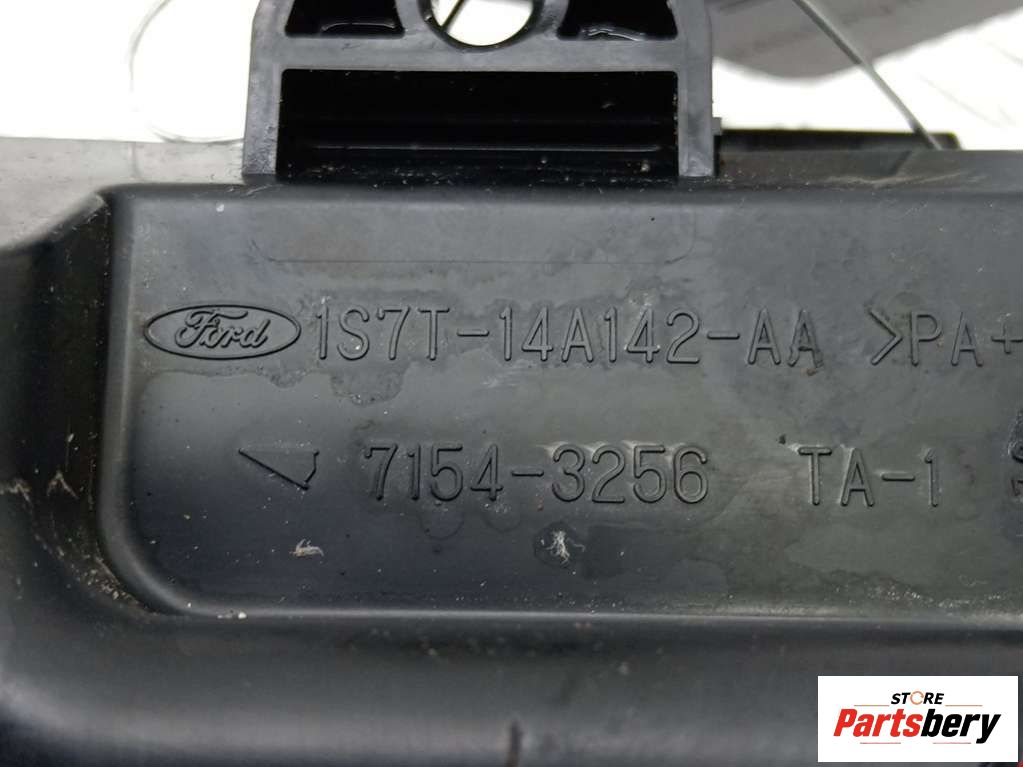 Ford 1S7T-14A142-AA >PA+
7154-3256 TA-1
STORE
Partsbery